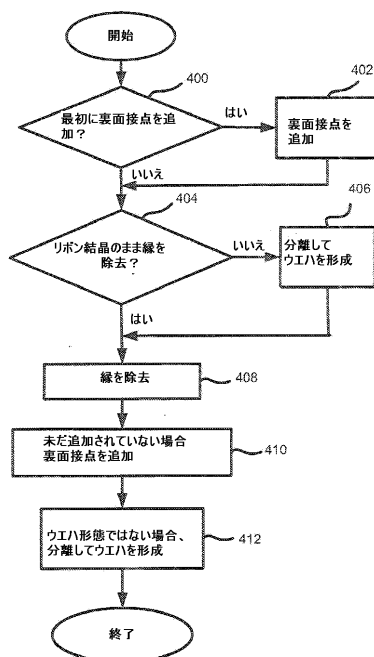 開始
400
最初に裏面接点を追
加?
はい
402
裏面接点を
追加
いいえ
404
リボン結晶のまま縁を
除去?
いいえ
406
分離して
ウエハを形成
はい
縁を除去
408
未だ追加されていない場合
裏面接点を追加
410
ウエハ形態ではない場合、
分離してウエハを形成
412
終了